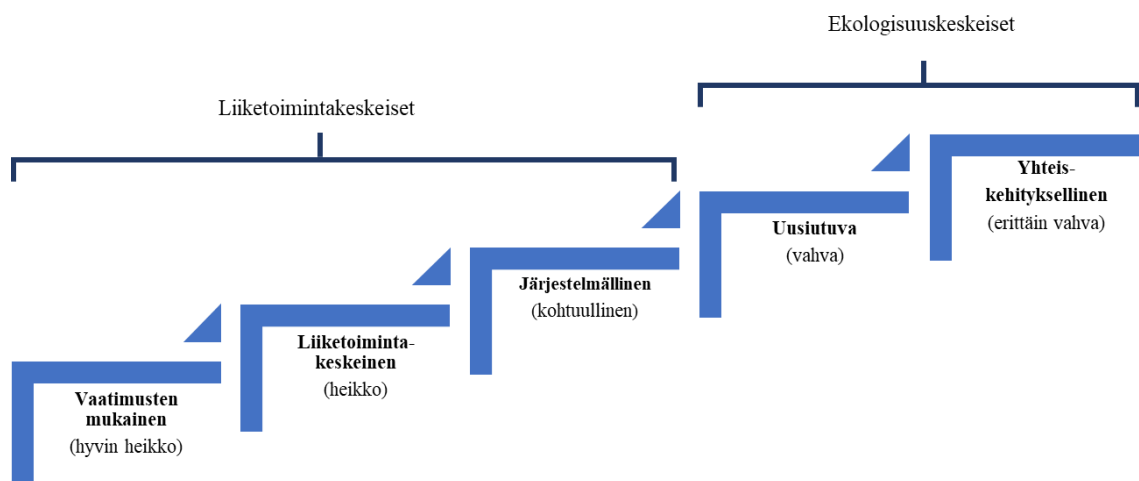 Ekologisuuskeskeiset
Liiketoimintakeskeiset
Vaatimusten
mukainen
(hyvin heikko)
Liiketoiminta-
keskeinen
(heikko)
Järjestelmällinen
(kohtuullinen)
Uusiutuva
(vahva)
Yhteis-
kehityksellinen
(erittäin vahva)